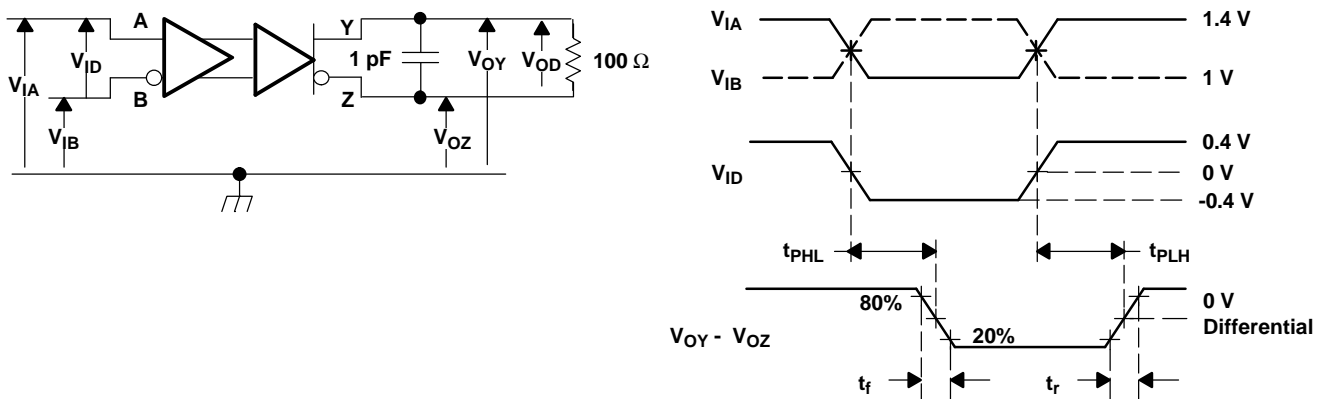 A
Y
V_ID
V_IA
B
V_IB
1 pF
Z
V_OZ
V_OY
V_OD
100 Ω
V_IA
1.4 V
V_IB
1 V
V_ID
0.4 V
0 V
-0.4 V
t_PHL
t_PLH
80%
0 V
Differential
V_OY - V_OZ
20%
t_f
t_r